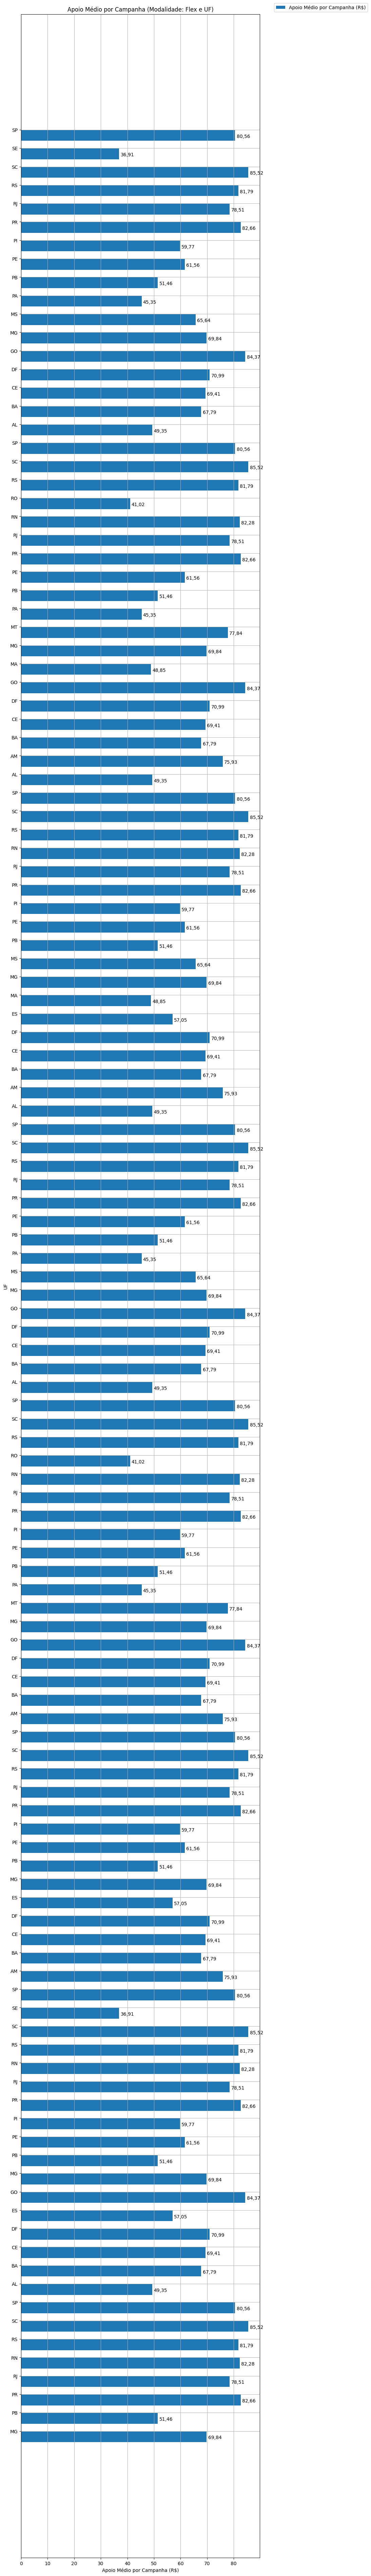 Apoio Médio por Campanha (Modalidade: Flex e UF)
Apoio Médio por Campanha (R$)
SP 80,56
SE 36,91
SC 85,52
RS 81,79
RJ 78,51
PR 82,66
PI 59,77
PE 61,56
PB 51,46
PA 45,35
MS 65,64
MG 69,84
GO 84,37
DF 70,99
CE 69,41
BA 67,79
AL 49,35
SP 80,56
SC 85,52
RS 81,79
RO 41,02
RN 82,28
RJ 78,51
PR 82,66
PE 61,56
PB 51,46
PA 45,35
MT 77,84
MG 69,84
MA 48,85
GO 84,37
DF 70,99
CE 69,41
BA 67,79
AM 75,93
AL 49,35
SP 80,56
SC 85,52
RS 81,79
RN 82,28
RJ 78,51
PR 82,66
PI 59,77
PE 61,56
PB 51,46
MS 65,64
MG 69,84
MA 48,85
ES 57,05
DF 70,99
CE 69,41
BA 67,79
AM 75,93
AL 49,35
SP 80,56
SC 85,52
RS 81,79
RJ 78,51
PR 82,66
PE 61,56
PB 51,46
PA 45,35
MS 65,64
UF
MG 69,84
GO 84,37
DF 70,99
CE 69,41
BA 67,79
AL 49,35
SP 80,56
SC 85,52
RS 81,79
RO 41,02
RN 82,28
RJ 78,51
PR 82,66
PI 59,77
PE 61,56
PB 51,46
PA 45,35
MT 77,84
MG 69,84
GO 84,37
DF 70,99
CE 69,41
BA 67,79
AM 75,93
SP 80,56
SC 85,52
RS 81,79
RJ 78,51
PR 82,66
PI 59,77
PE 61,56
PB 51,46
MG 69,84
ES 57,05
DF 70,99
CE 69,41
BA 67,79
AM 75,93
SP 80,56
SE 36,91
SC 85,52
RS 81,79
RN 82,28
RJ 78,51
PR 82,66
PI 59,77
PE 61,56
PB 51,46
MG 69,84
GO 84,37
ES 57,05
DF 70,99
CE 69,41
BA 67,79
AL 49,35
SP 80,56
SC 85,52
RS 81,79
RN 82,28
RJ 78,51
PR 82,66
PB 51,46
MG 69,84
0 10 20 30 40 50 60 70 80
Apoio Médio por Campanha (R$)